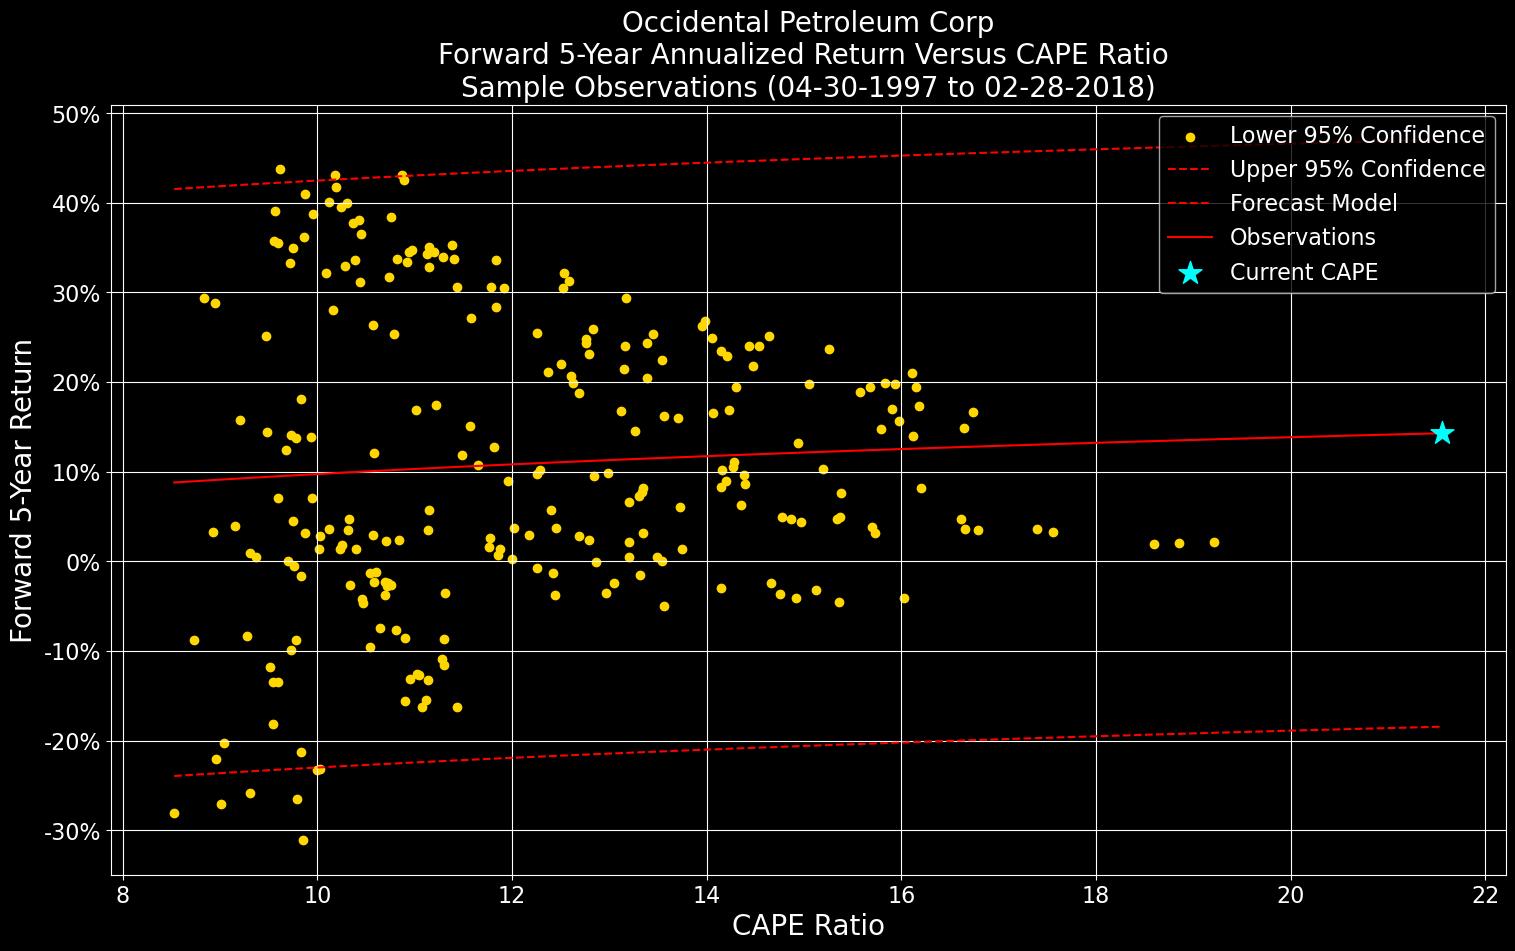 Occidental Petroleum Corp
Forward 5-Year Annualized Return Versus CAPE Ratio
Sample Observations (04-30-1997 to 02-28-2018)
Lower 95% Confidence
Upper 95% Confidence
Forecast Model
Observations
Current CAPE
Forward 5-Year Return
50%
40%
30%
20%
10%
0%
-10%
-20%
-30%
8 10 12 14 16 18 20 22
CAPE Ratio